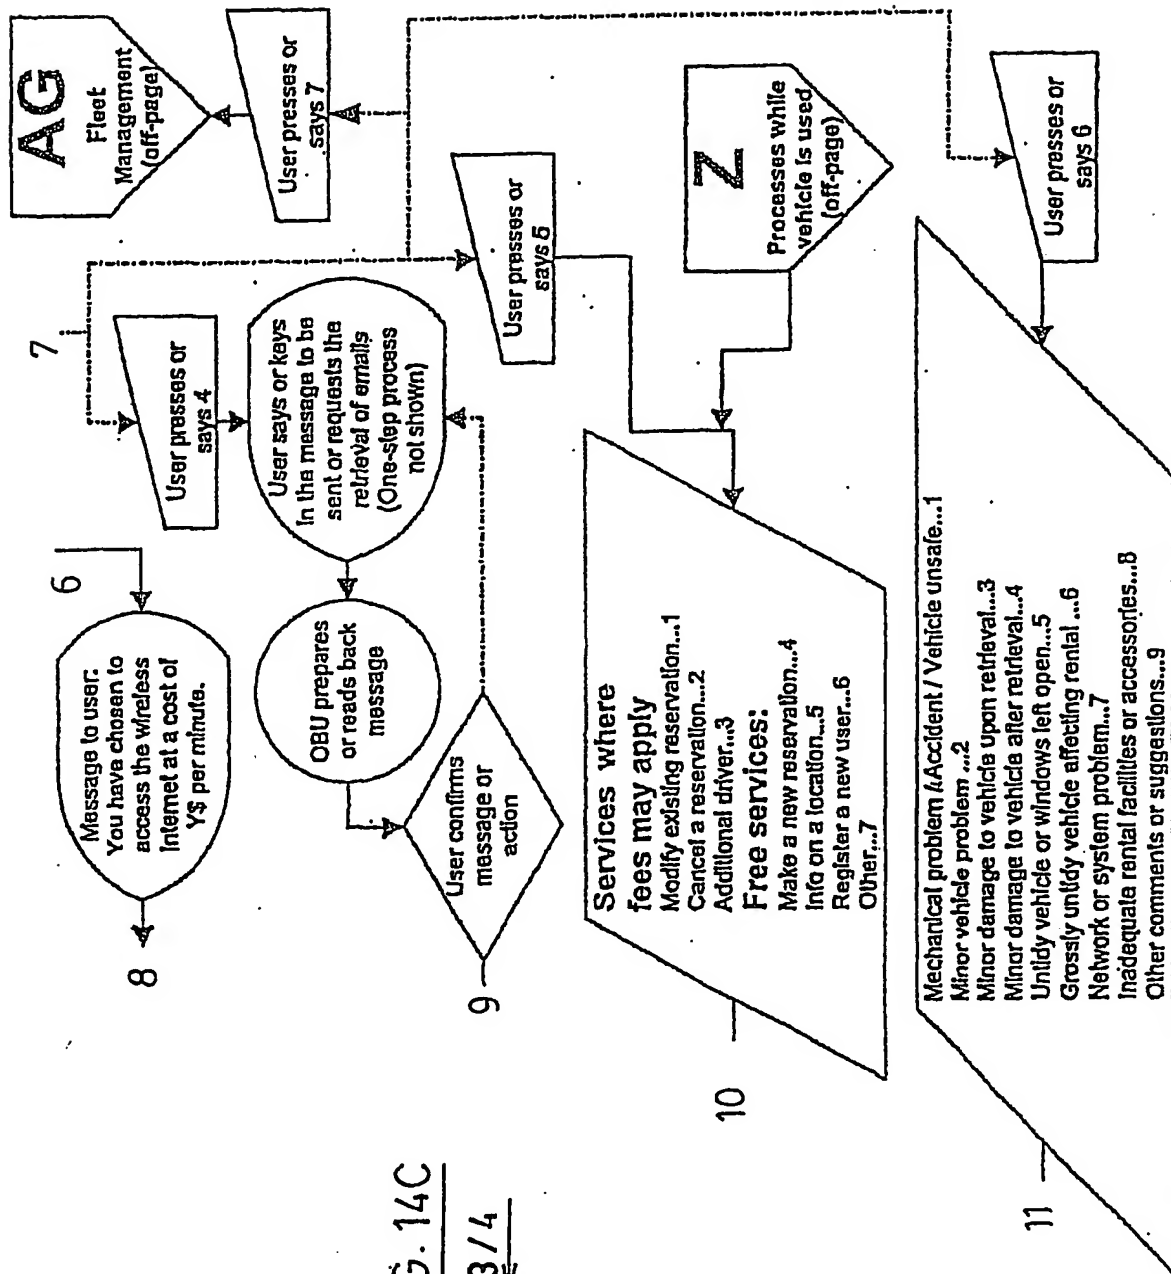 AG
Fleet
Management
(off-page)
User presses or
says 7
7
User presses or
says 4
User says or keys
in the message to be
sent or requests the
retrieval of emails
(One-step process
not shown)
User presses or
says 5
6
Message to user:
You have chosen to
access the wireless
Internet at a cost of
Y$ per minute.
8
OBU prepares
or reads back
message
User confirms
message or
action
9
Z
Processes while
vehicle is used
(off-page)
User presses or
says 6
Services where
fees may apply
Modify existing reservation...1
Cancel a reservation...2
Additional driver...3
Free services:
Make a new reservation...4
Info on a location...5
Register a new user...6
Other...7
10
Mechanical problem /Accident / Vehicle unsafe...1
Minor vehicle problem ...2
Minor damage to vehicle upon retrieval...3
Minor damage to vehicle after retrieval...4
Untidy vehicle or windows left open...5
Grossly untidy vehicle affecting rental ...6
Network or system problem...7
Inadequate rental facilities or accessories...8
Other comments or suggestions...9
11
G. 14C
3/4